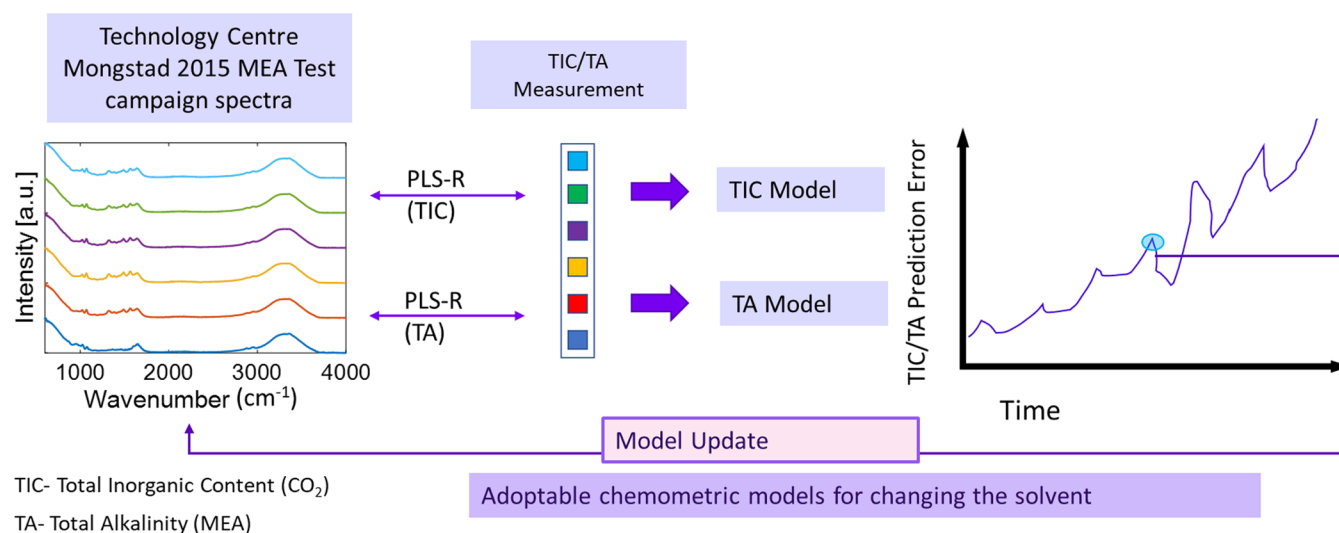 Technology Centre
Mongstad 2015 MEA Test
campaign spectra
TIC/TA
Measurement
Intensity [a.u.]
1000 2000 3000 4000
Wavenumber (cm-1)
PLS-R
(TIC)
PLS-R
(TA)
TIC Model
TA Model
TIC/TA Prediction Error
Time
Model Update
TIC- Total Inorganic Content (CO₂)
TA- Total Alkalinity (MEA)
Adoptable chemometric models for changing the solvent